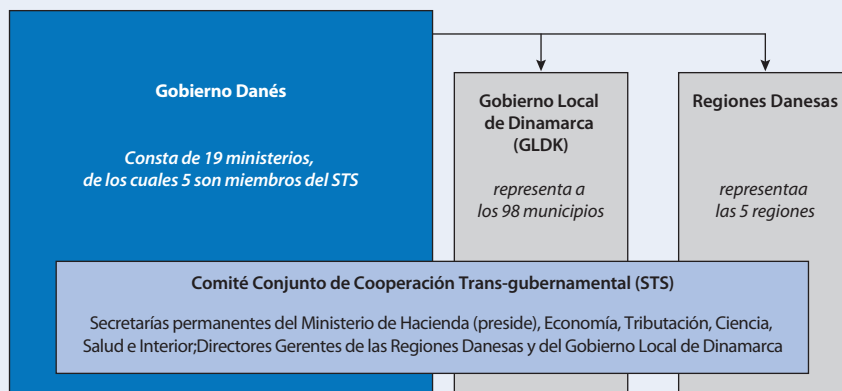 Gobierno Danés
Consta de 19 ministerios,
de los cuales 5 son miembros del STS
Gobierno Local
de Dinamarca
(GLDK)
representa a
los 98 municipios
Regiones Danesas
representaa
las 5 regiones
Comité Conjunto de Cooperación Trans-gubernamental (STS)
Secretarías permanentes del Ministerio de Hacienda (preside), Economía, Tributación, Ciencia,
Salud e Interior;Directores Gerentes de las Regiones Danesas y del Gobierno Local de Dinamarca